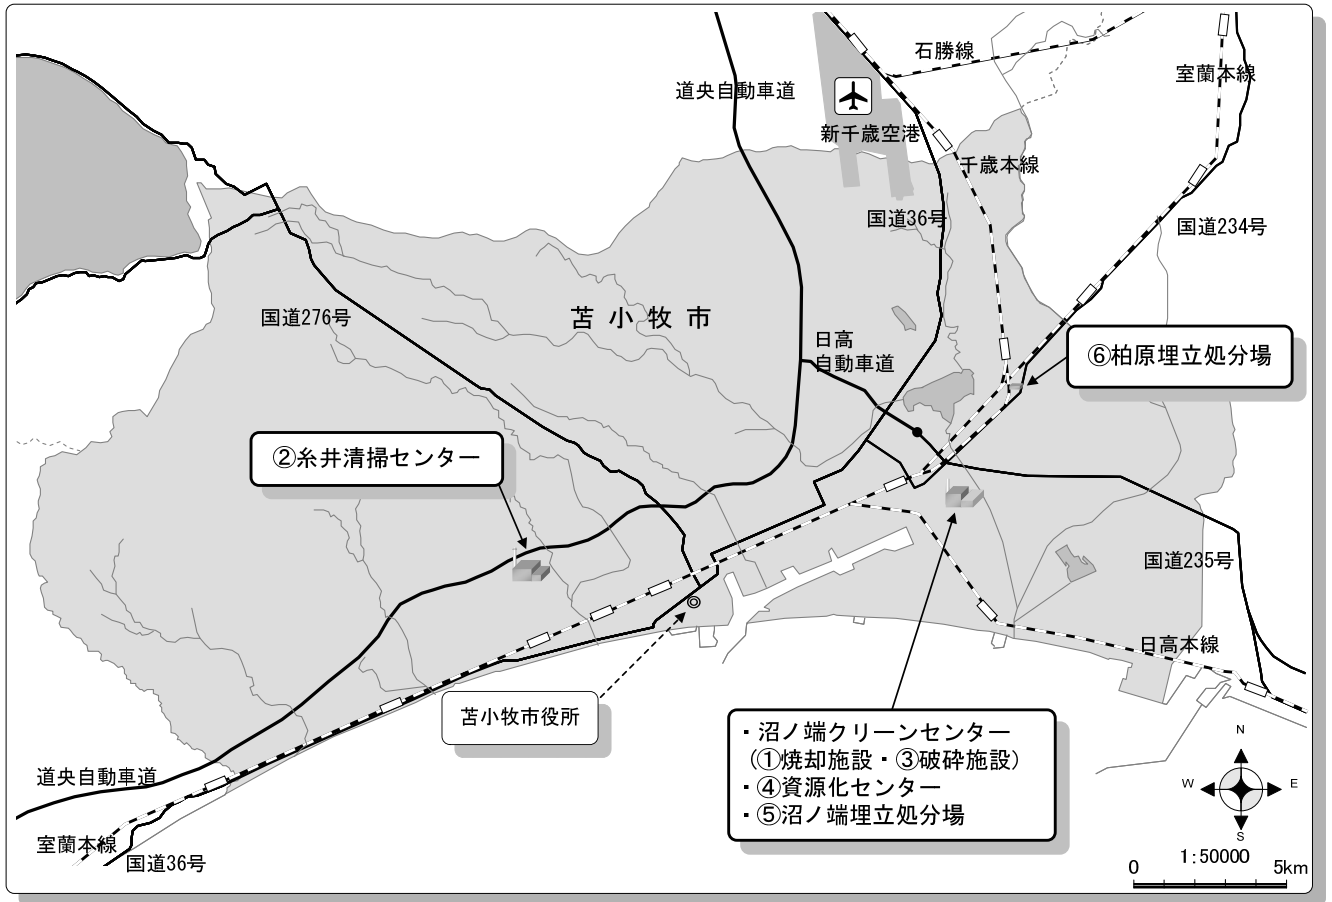 石勝線
室蘭本線
道央自動車道
新千歳空港
千歳本線
国道36号
国道234号
国道276号
苫小牧市
日高
自動車道
⑥柏原埋立処分場
②糸井清掃センター
国道235号
日高本線
苫小牧市役所
・沼ノ端クリーンセンター
(①焼却施設・③破砕施設)
・④資源化センター
・⑤沼ノ端埋立処分場
道央自動車道
室蘭本線
国道36号
N
W
E
S
1:50000
0
5km